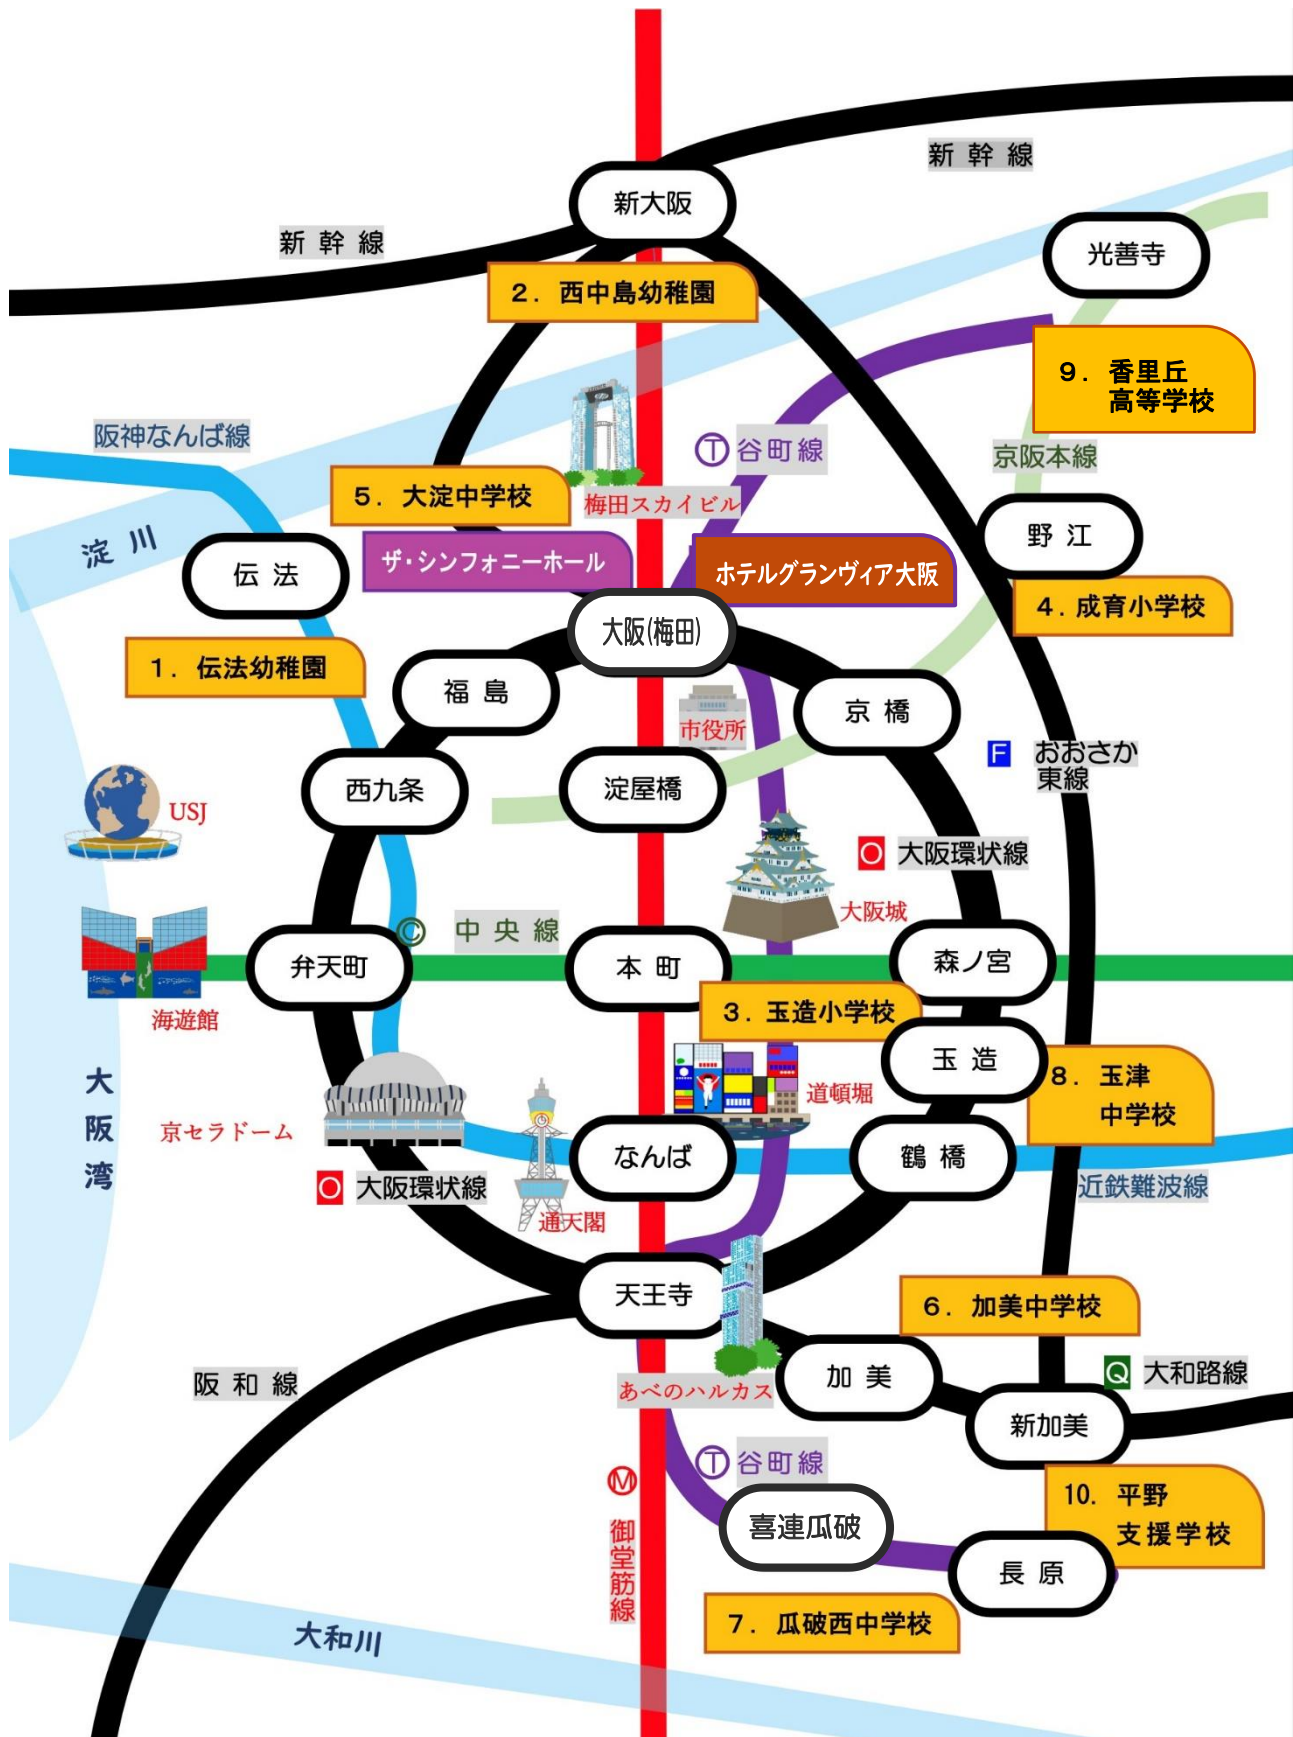 新幹線
新大阪
新幹線
光善寺
2. 西中島幼稚園
9. 香里丘
高等学校
阪神なんば線
T 谷町線
京阪本線
5. 大淀中学校
梅田スカイビル
淀川
野江
ザ・シンフォニーホール
ホテルグランヴィア大阪
伝法
4. 成育小学校
大阪(梅田)
1. 伝法幼稚園
福島
京橋
市役所
F おおさか
東線
西九条
淀屋橋
USJ
O 大阪環状線
大阪城
C 中央線
弁天町
本町
森ノ宮
海遊館
3. 玉造小学校
玉造
大阪湾
8. 玉津
中学校
道頓堀
京セラドーム
なんば
鶴橋
O 大阪環状線
近鉄難波線
通天閣
天王寺
6. 加美中学校
阪和線
あべのハルカス
加美
Q 大和路線
新加美
M 御堂筋線
T 谷町線
10. 平野
支援学校
喜連瓜破
長原
7. 瓜破西中学校
大和川